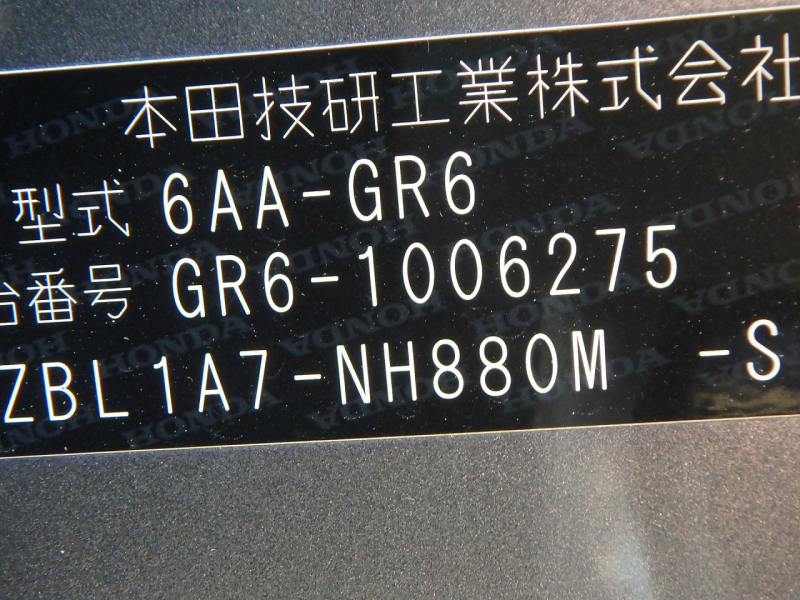 本田技研工業株式会社
型式 6AA-GR6
台番号 GR6-1006275
ZBL1A7-NH880M -S